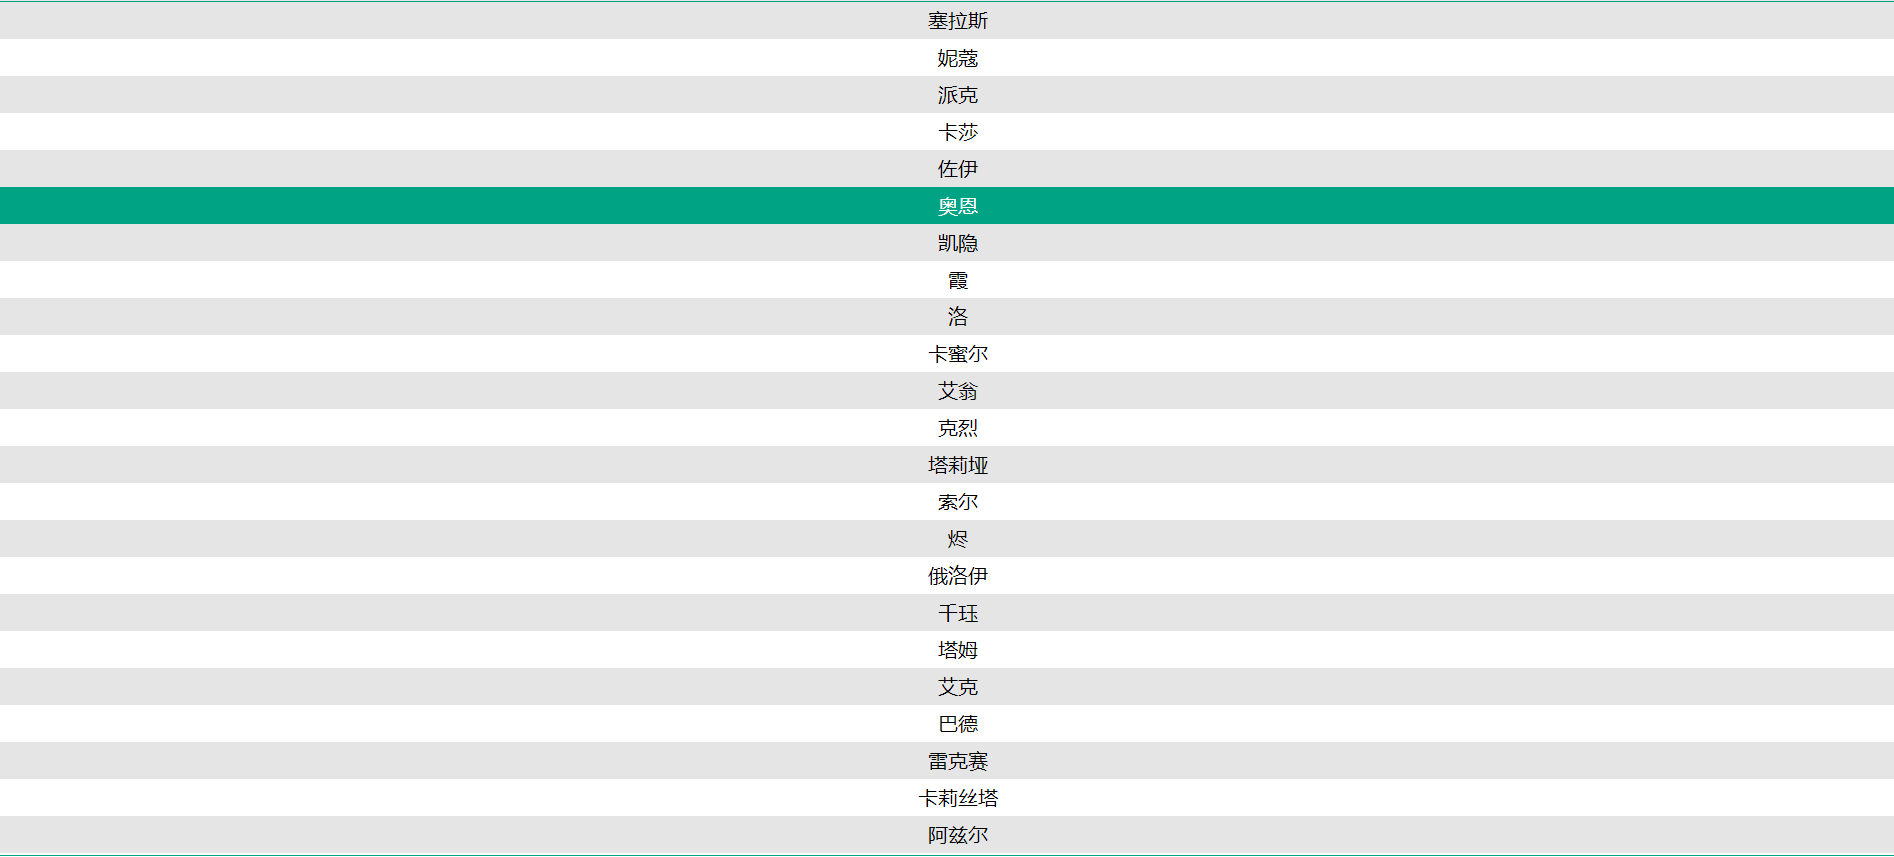 塞拉斯
妮蔻
派克
卡莎
佐伊
奥恩
凯隐
霞
洛
卡蜜尔
艾翁
克烈
塔莉垭
索尔
烬
俄洛伊
千珏
塔姆
艾克
巴德
雷克赛
卡莉丝塔
阿兹尔